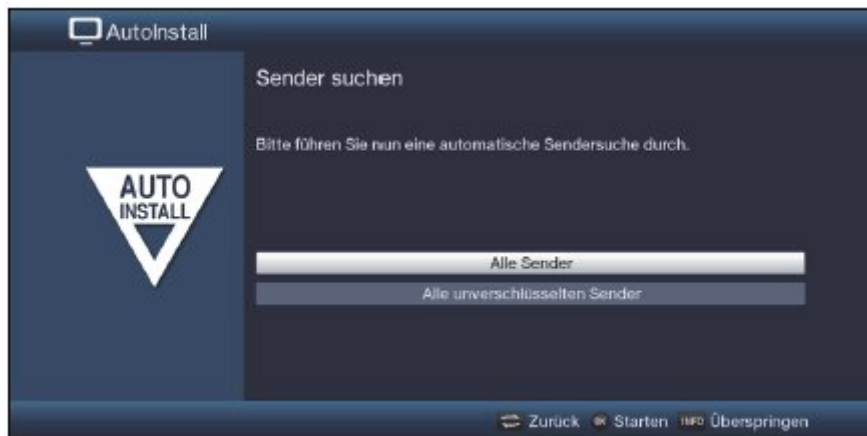 AutoInstall
Sender suchen
Bitte führen Sie nun eine automatische Sendersuche durch.
AUTO
INSTALL
Alle Sender
Alle unverschlüsselten Sender
Zurück OK Starten INFO Überspringen